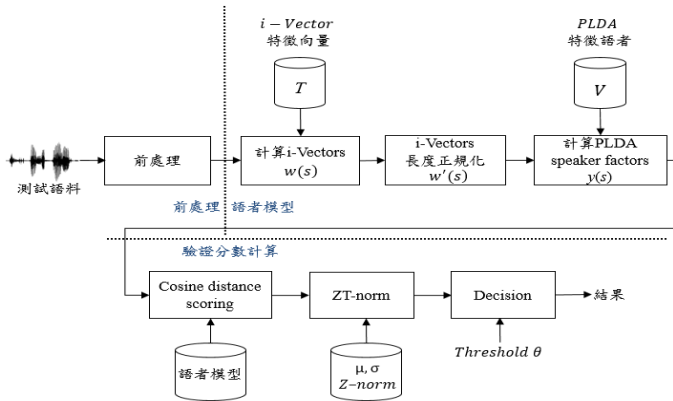 i − Vector
特徵向量
T
PLDA
特徵語者
V
測試語料
前處理
計算i-Vectors
w(s)
i-Vectors
長度正規化
w′(s)
計算PLDA
speaker factors
y(s)
前處理
語者模型
驗證分數計算
Cosine distance
scoring
ZT-norm
Decision
結果
語者模型
μ, σ
Z−norm
Threshold θ